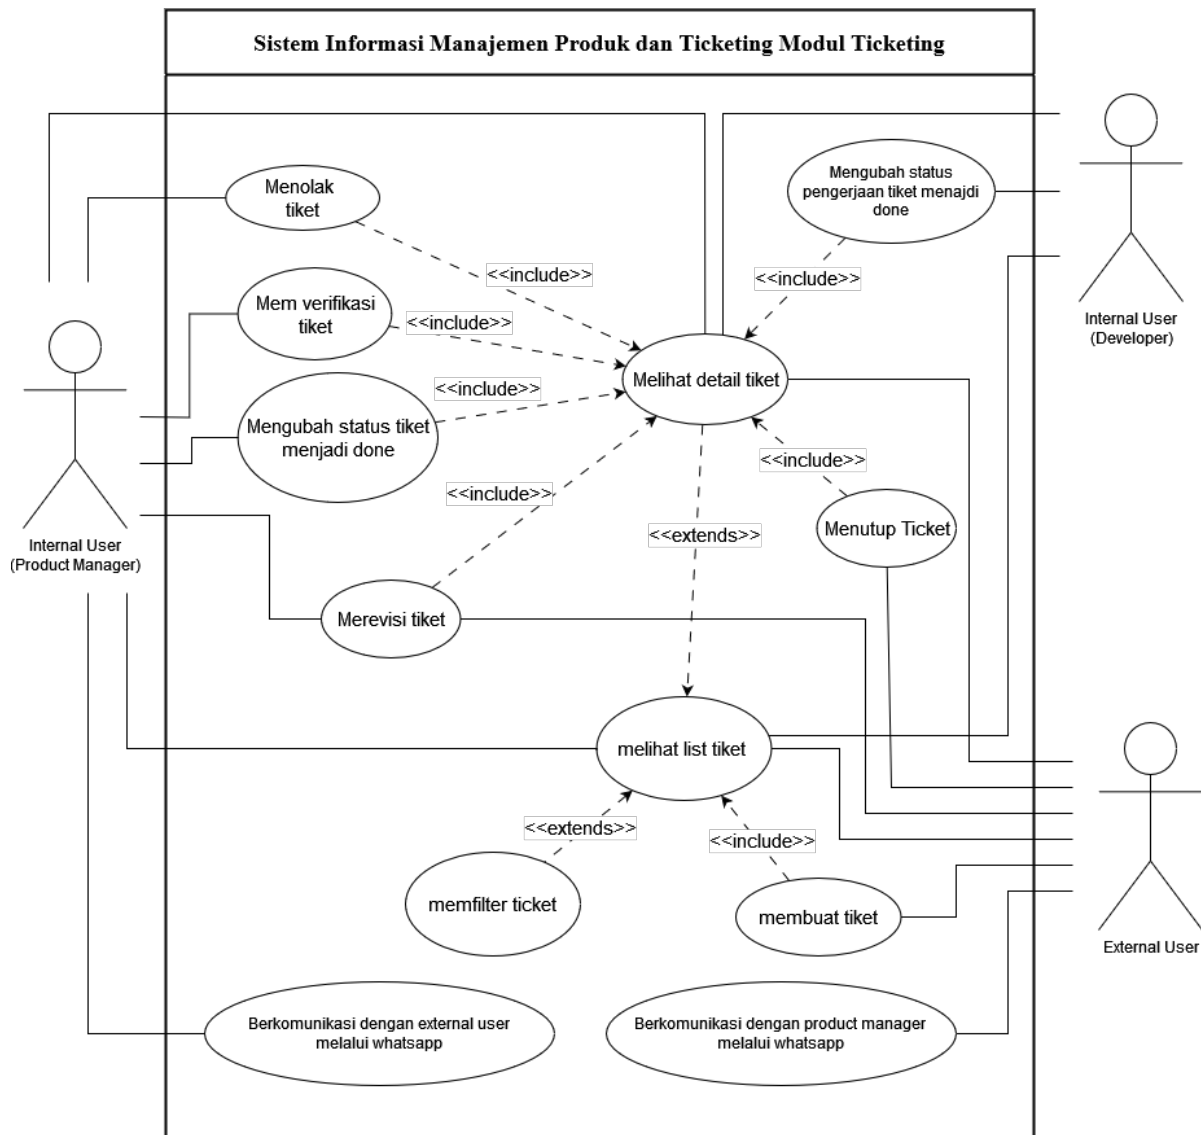 Sistem Informasi Manajemen Produk dan Ticketing Modul Ticketing
Menolak
tiket
Mengubah status
pengerjaan tiket menajdi
done
<<include>>
<<include>>
Mem verifikasi
tiket
<<include>>
Internal User
(Developer)
Melihat detail tiket
<<include>>
Mengubah status tiket
menjadi done
<<include>>
<<include>>
Menutup Ticket
<<extends>>
Internal User
(Product Manager)
Merevisi tiket
melihat list tiket
<<extends>>
<<include>>
memfilter ticket
membuat tiket
External User
Berkomunikasi dengan external user
melalui whatsapp
Berkomunikasi dengan product manager
melalui whatsapp